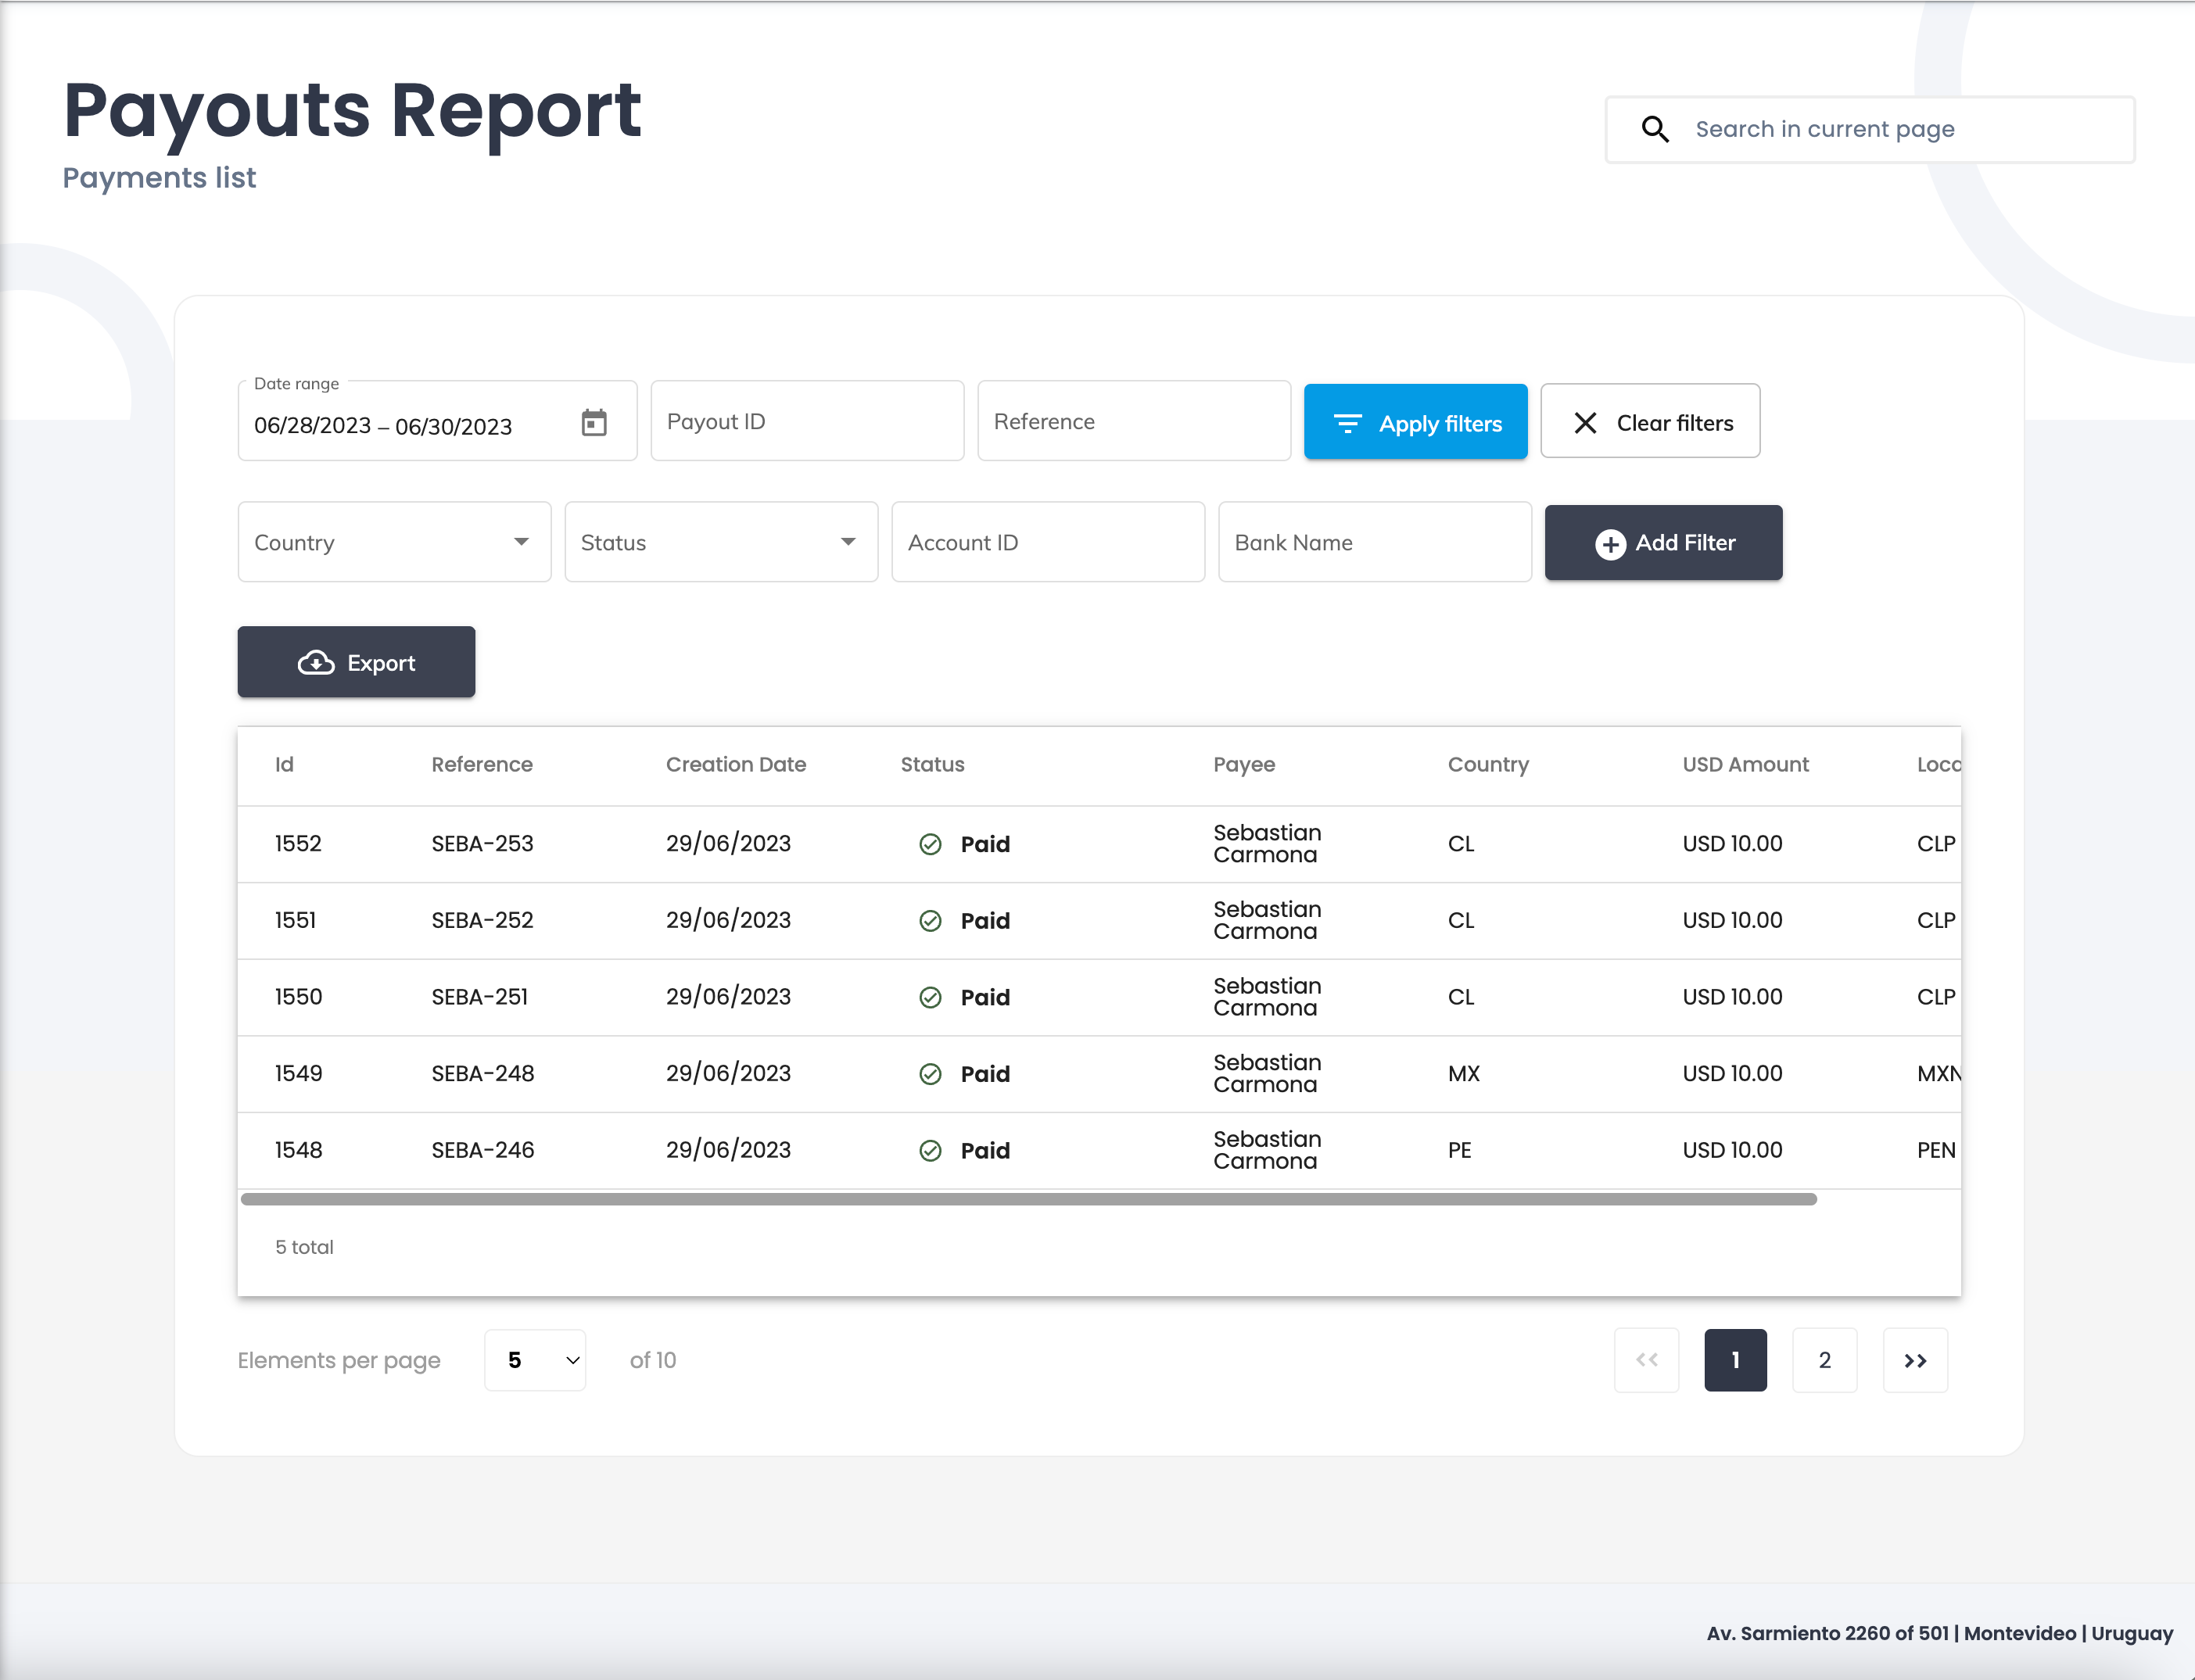 Payouts Report
Payments list
Search in current page
Date range
06/28/2023 – 06/30/2023
Payout ID
Reference
Apply filters
Clear filters
Country
Status
Account ID
Bank Name
Add Filter
Export
Id Reference Creation Date Status Payee Country USD Amount Loca
1552 SEBA-253 29/06/2023 Paid Sebastian Carmona CL USD 10.00 CLP
1551 SEBA-252 29/06/2023 Paid Sebastian Carmona CL USD 10.00 CLP
1550 SEBA-251 29/06/2023 Paid Sebastian Carmona CL USD 10.00 CLP
1549 SEBA-248 29/06/2023 Paid Sebastian Carmona MX USD 10.00 MXN
1548 SEBA-246 29/06/2023 Paid Sebastian Carmona PE USD 10.00 PEN
5 total
Elements per page 5 of 10
<< 1 2 >>
Av. Sarmiento 2260 of 501 | Montevideo | Uruguay